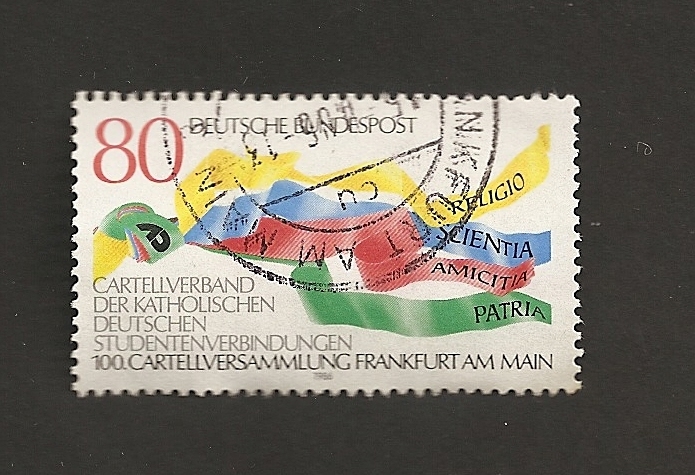 80 DEUTSCHE BUNDESPOST
RELIGIO
SCIENTIA
AMICITIA
PATRIA
CARTELLVERBAND
DER KATHOLISCHEN
DEUTSCHEN
STUDENTENVERBINDUNGEN
100. CARTELLVERSAMMLUNG FRANKFURT AM MAIN
1986